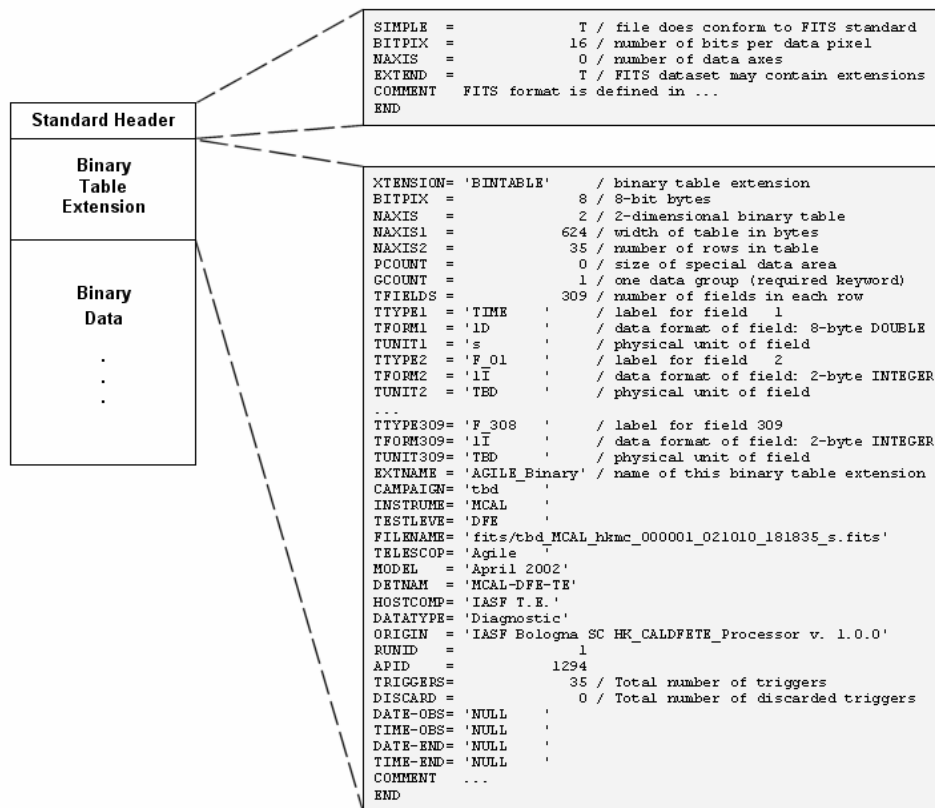 Standard Header
Binary
Table
Extension
Binary
Data
.
.
.
SIMPLE  =                    T / file does conform to FITS standard
BITPIX  =                   16 / number of bits per data pixel
NAXIS   =                    0 / number of data axes
EXTEND  =                    T / FITS dataset may contain extensions
COMMENT   FITS format is defined in ...
END
XTENSION= 'BINTABLE'           / binary table extension
BITPIX  =                    8 / 8-bit bytes
NAXIS   =                    2 / 2-dimensional binary table
NAXIS1  =                  624 / width of table in bytes
NAXIS2  =                   35 / number of rows in table
PCOUNT  =                    0 / size of special data area
GCOUNT  =                    1 / one data group (required keyword)
TFIELDS =                  309 / number of fields in each row
TTYPE1  = 'TIME    '           / label for field   1
TFORM1  = '1D      '           / data format of field: 8-byte DOUBLE
TUNIT1  = 's       '           / physical unit of field
TTYPE2  = 'F_01    '           / label for field   2
TFORM2  = '1I      '           / data format of field: 2-byte INTEGER
TUNIT2  = 'TBD     '           / physical unit of field
...
TTYPE309= 'F_308   '           / label for field 309
TFORM309= '1I      '           / data format of field: 2-byte INTEGER
TUNIT309= 'TBD     '           / physical unit of field
EXTNAME = 'AGILE_Binary' / name of this binary table extension
CAMPAIGN= 'tbd     '
INSTRUME= 'MCAL    '
TESTLEVE= 'DFE     '
FILENAME= 'fits/tbd_MCAL_hkmc_000001_021010_181835_s.fits'
TELESCOP= 'Agile   '
MODEL   = 'April 2002'
DETNAM  = 'MCAL-DFE-TE'
HOSTCOMP= 'IASF T.E.'
DATATYPE= 'Diagnostic'
ORIGIN  = 'IASF Bologna SC HK_CALDFETE_Processor v. 1.0.0'
RUNID   =                    1
APID    =                 1294
TRIGGERS=                   35 / Total number of triggers
DISCARD =                    0 / Total number of discarded triggers
DATE-OBS= 'NULL    '
TIME-OBS= 'NULL    '
DATE-END= 'NULL    '
TIME-END= 'NULL    '
COMMENT   ...
END